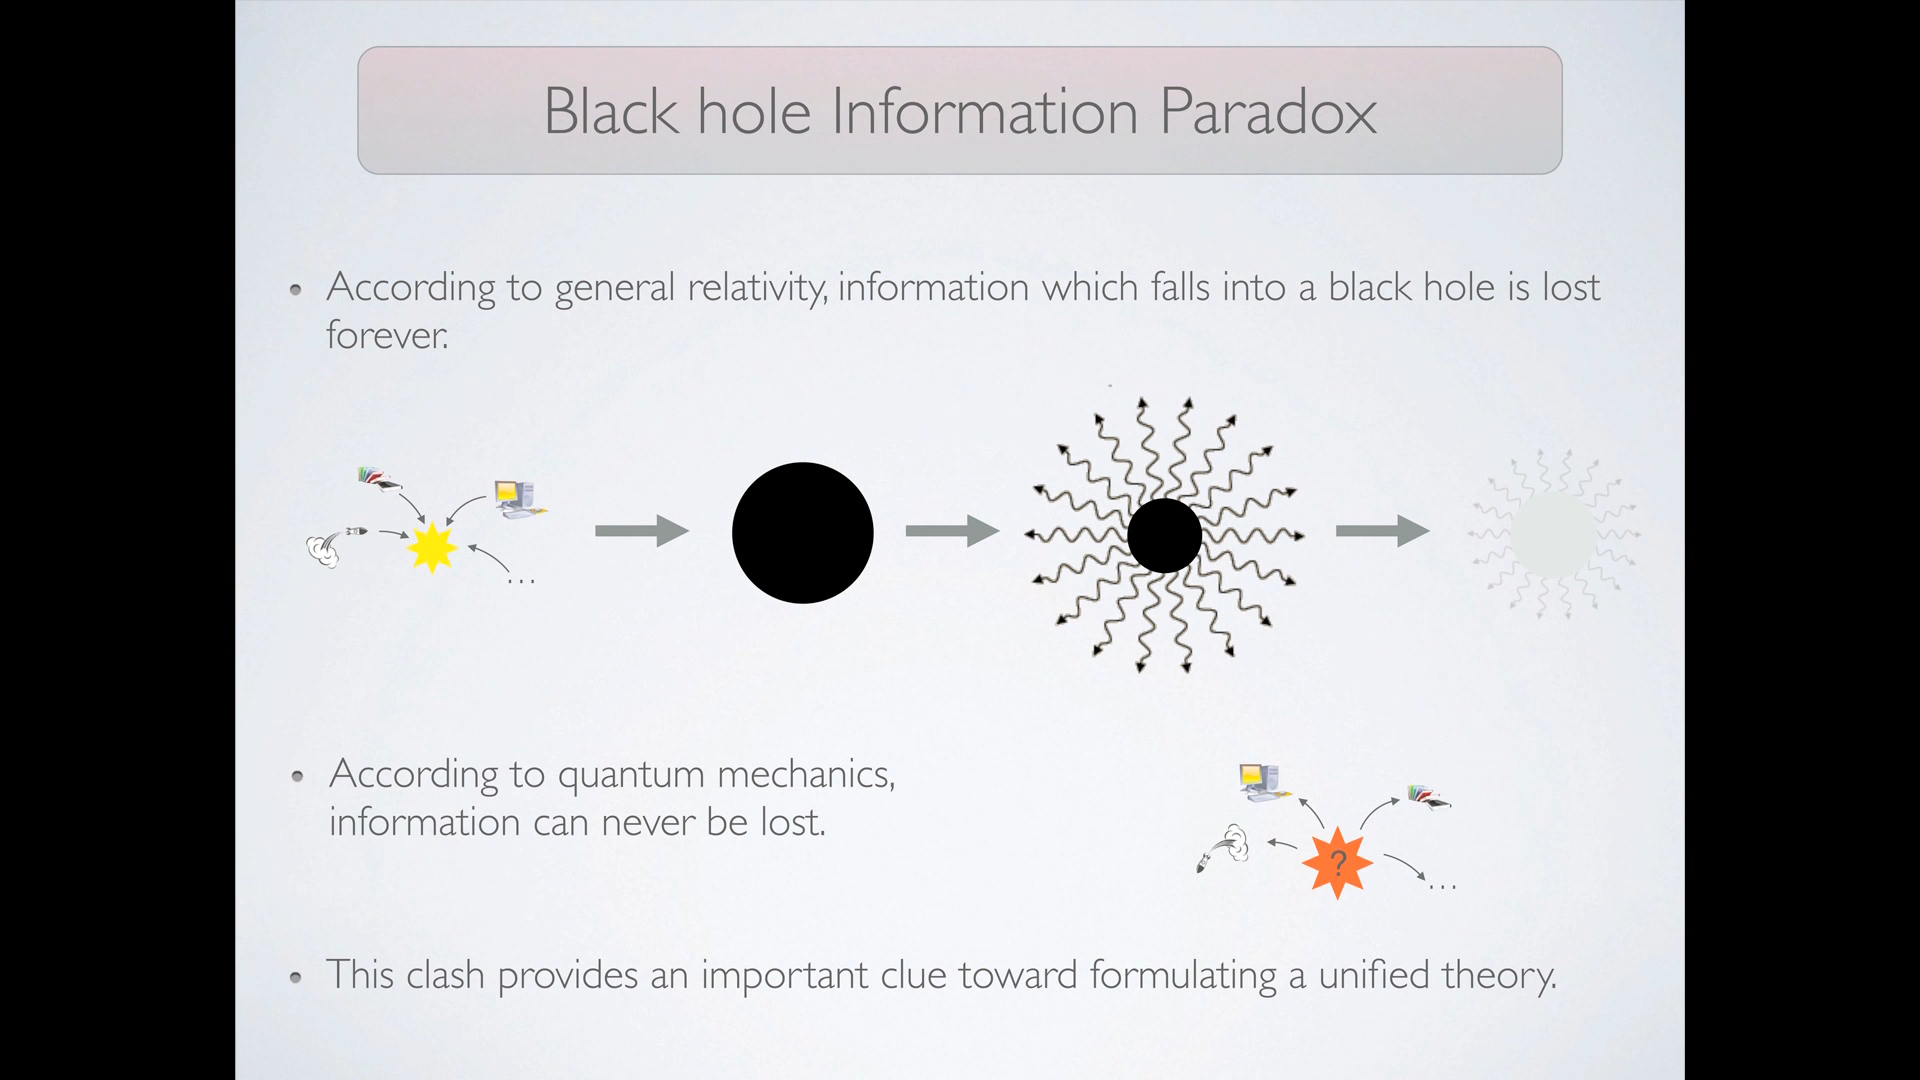 Black hole Information Paradox
• According to general relativity, information which falls into a black hole is lost
forever.
...
• According to quantum mechanics,
information can never be lost.
?
...
• This clash provides an important clue toward formulating a unified theory.